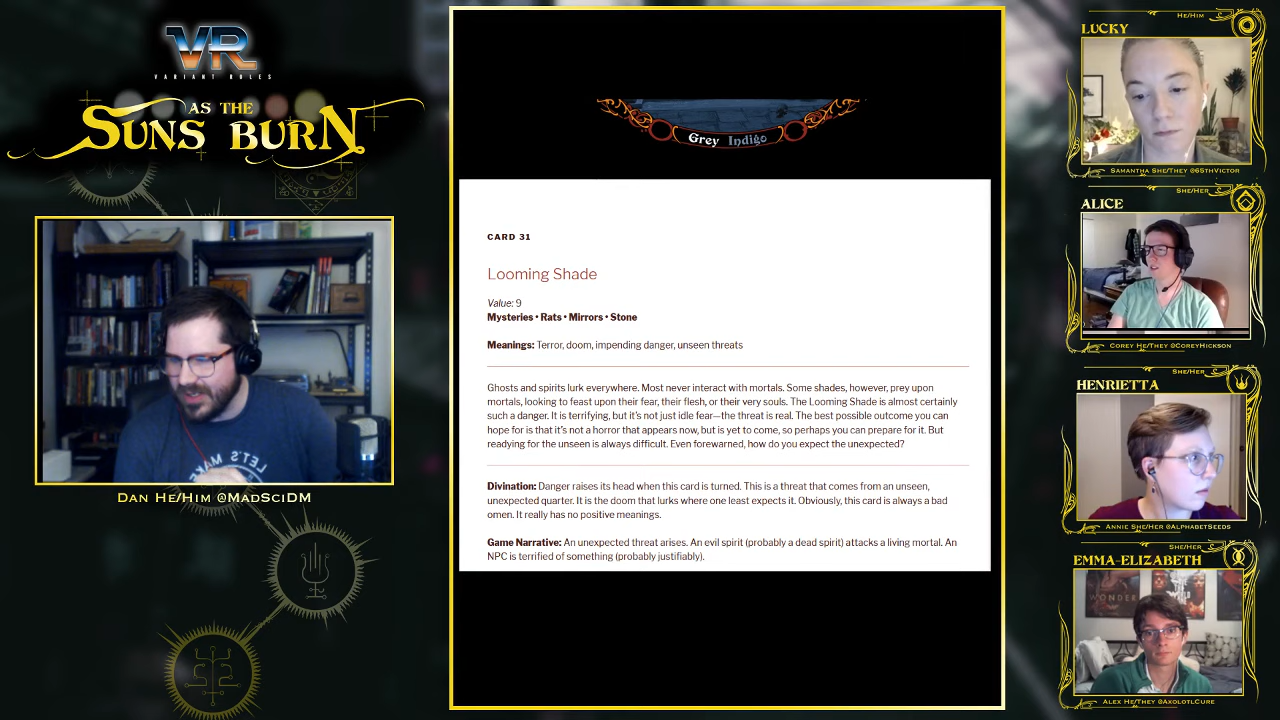 VR
VARIANT RULES
AS THE
SUNS BURN
LET'S MAKE
DAN HE/HIM @MADSCIDM
Grey Indigo
CARD 31
Looming Shade
Value: 9
Mysteries • Rats • Mirrors • Stone
Meanings: Terror, doom, impending danger, unseen threats
Ghosts and spirits lurk everywhere. Most never interact with mortals. Some shades, however, prey upon
mortals, looking to feast upon their fear, their flesh, or their very souls. The Looming Shade is almost certainly
such a danger. It is terrifying, but it's not just idle fear—the threat is real. The best possible outcome you can
hope for is that it's not a horror that appears now, but is yet to come, so perhaps you can prepare for it. But
readying for the unseen is always difficult. Even forewarned, how do you expect the unexpected?
Divination: Danger raises its head when this card is turned. This is a threat that comes from an unseen,
unexpected quarter. It is the doom that lurks where one least expects it. Obviously, this card is always a bad
omen. It really has no positive meanings.
Game Narrative: An unexpected threat arises. An evil spirit (probably a dead spirit) attacks a living mortal. An
NPC is terrified of something (probably justifiably).
HE/HIM
LUCKY
SAMANTHA SHE/THEY @65THVICTOR
SHE/HER
ALICE
COREY HE/THEY @COREYHICKSON
SHE/HER
HENRIETTA
ANNIE SHE/HER @ALPHABETSEEDS
SHE/HER
EMMA-ELIZABETH
WONDER
ALEX HE/THEY @AXOLOTLCURE